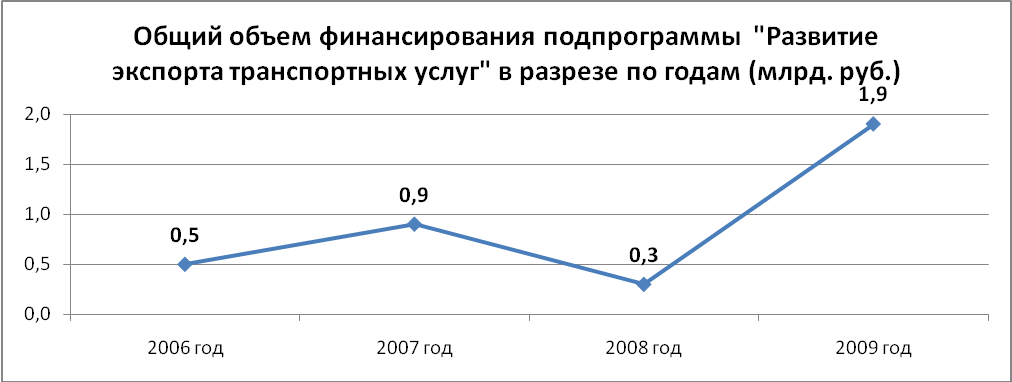 Общий объем финансирования подпрограммы "Развитие
экспорта транспортных услуг" в разрезе по годам (млрд. руб.)
2,0
1,5
1,0
0,5
0,0
0,5
0,9
0,3
1,9
2006 год
2007 год
2008 год
2009 год